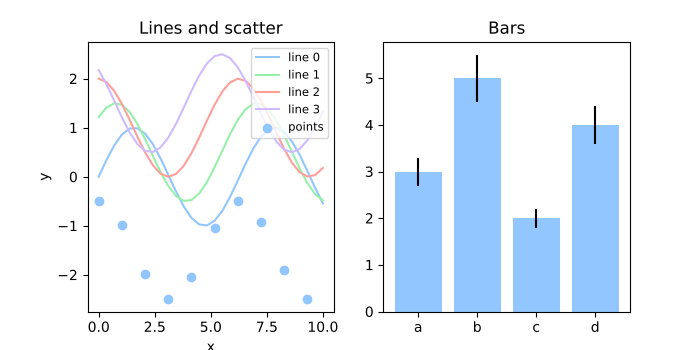 Lines and scatter
line 0
line 1
line 2
line 3
points
y
2
1
0
−1
−2
0.0 2.5 5.0 7.5 10.0
x
Bars
5
4
3
2
1
0
a b c d